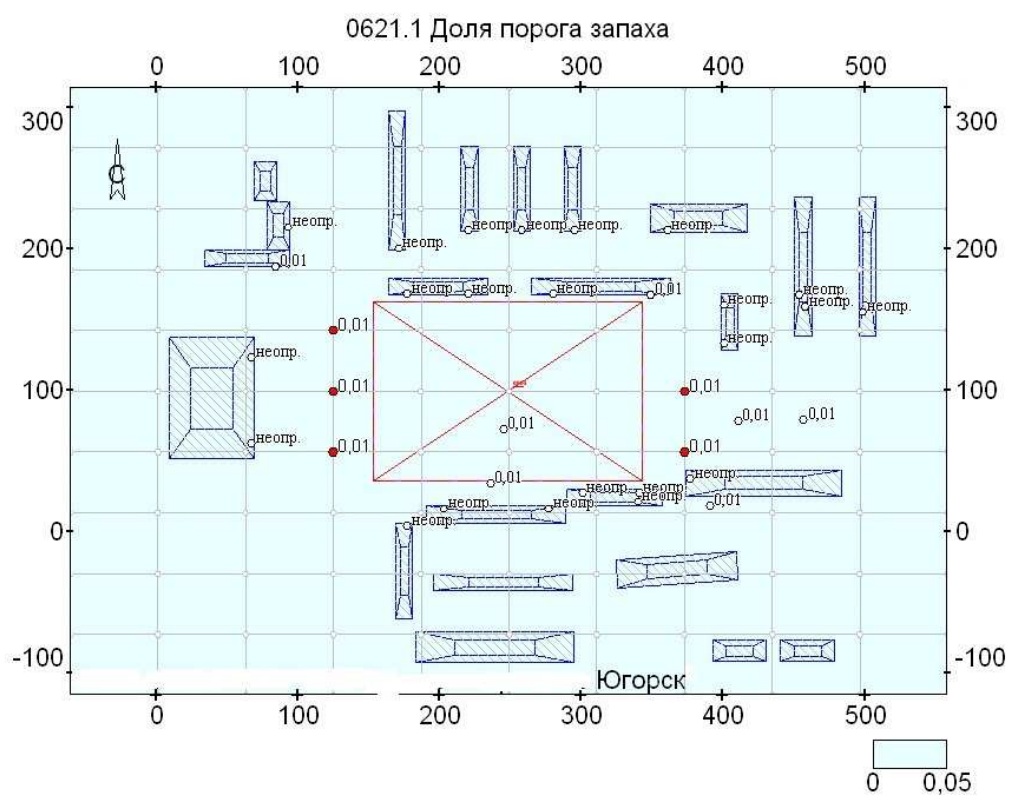 0621.1 Доля порога запаха
0 100 200 300 400 500
300 300
С
неопр.
неопр. неопр. неопр. неопр.
200 неопр. 200
0,01
неопр. неопр. неопр. 0,01 неопр. неопр.
неопр. неопр.
0,01
неопр. неопр.
100 0,01 0,01 100
0,01 0,01
0,01
неопр. 0,01 0,01
0,01 неопр.
неопр. неопр.
неопр. неопр. неопр. 0,01
неопр.
0 0
-100 -100
Югорск
0 100 200 300 400 500
0 0,05